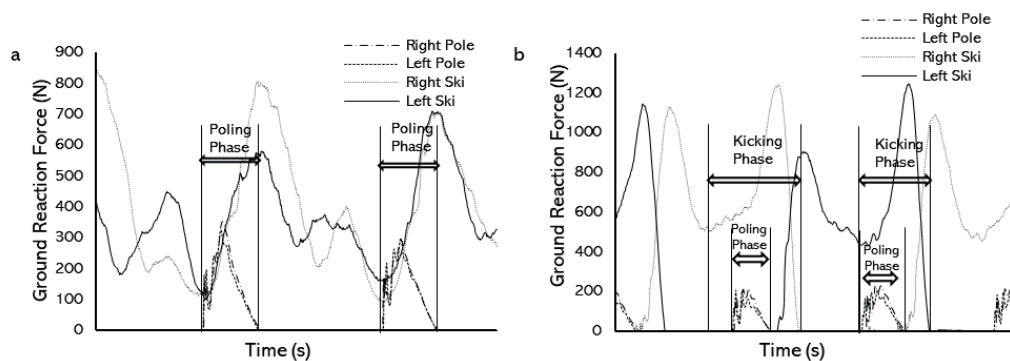 a
Ground Reaction Force (N)
900
800
700
600
500
400
300
200
100
0
Right Pole
Left Pole
Right Ski
Left Ski
Poling
Phase
Poling
Phase
Time (s)
b
Ground Reaction Force (N)
1400
1200
1000
800
600
400
200
0
Right Pole
Left Pole
Right Ski
Left Ski
Kicking
Phase
Kicking
Phase
Poling
Phase
Poling
Phase
Time (s)